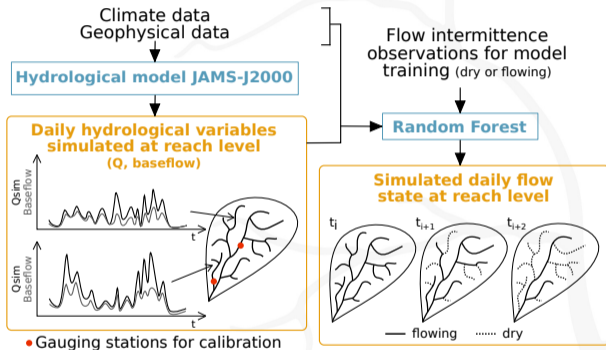 Climate data
Geophysical data
Hydrological model JAMS-J2000
Daily hydrological variables
simulated at reach level
(Q, baseflow)
Qsim
Baseflow
t
Qsim
Baseflow
t
• Gauging stations for calibration
Flow intermittence
observations for model
training (dry or flowing)
Random Forest
Simulated daily flow
state at reach level
ti
ti+1
ti+2
flowing
dry